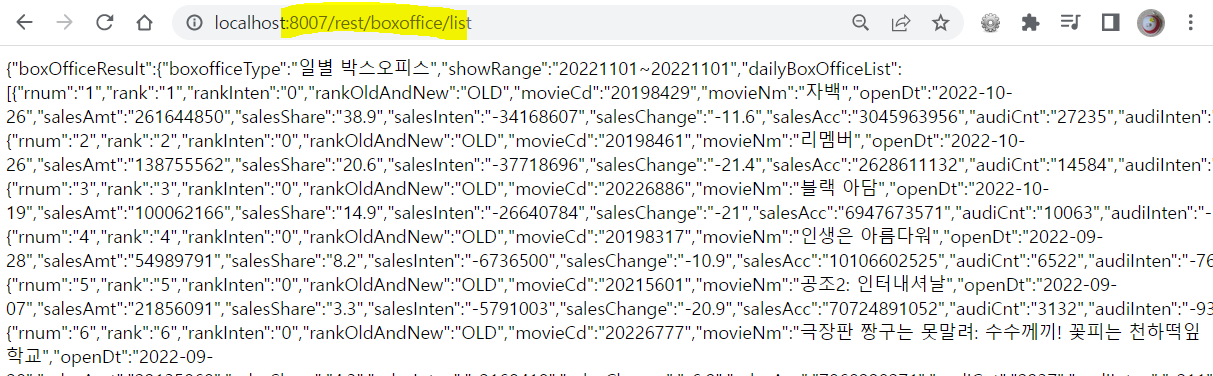 localhost:8007/rest/boxoffice/list
{"boxOfficeResult":{"boxofficeType":"일별 박스오피스","showRange":"20221101~20221101","dailyBoxOfficeList":
[{"rnum":"1","rank":"1","rankInten":"0","rankOldAndNew":"OLD","movieCd":"20198429","movieNm":"자백","openDt":"2022-10-
26","salesAmt":"261644850","salesShare":"38.9","salesInten":"-34168607","salesChange":"-11.6","salesAcc":"3045963956","audiCnt":"27235","audiInten":"
{"rnum":"2","rank":"2","rankInten":"0","rankOldAndNew":"OLD","movieCd":"20198461","movieNm":"리멤버","openDt":"2022-10-
26","salesAmt":"138755562","salesShare":"20.6","salesInten":"-37718696","salesChange":"-21.4","salesAcc":"2628611132","audiCnt":"14584","audiInten":"
{"rnum":"3","rank":"3","rankInten":"0","rankOldAndNew":"OLD","movieCd":"20226886","movieNm":"블랙 아담","openDt":"2022-10-
19","salesAmt":"100062166","salesShare":"14.9","salesInten":"-26640784","salesChange":"-21","salesAcc":"6947673571","audiCnt":"10063","audiInten":"-
{"rnum":"4","rank":"4","rankInten":"0","rankOldAndNew":"OLD","movieCd":"20198317","movieNm":"인생은 아름다워","openDt":"2022-09-
28","salesAmt":"54989791","salesShare":"8.2","salesInten":"-6736500","salesChange":"-10.9","salesAcc":"10106602525","audiCnt":"6522","audiInten":"-76
{"rnum":"5","rank":"5","rankInten":"0","rankOldAndNew":"OLD","movieCd":"20215601","movieNm":"공조2: 인터내셔날","openDt":"2022-09-
07","salesAmt":"21856091","salesShare":"3.3","salesInten":"-5791003","salesChange":"-20.9","salesAcc":"70724891052","audiCnt":"3132","audiInten":"-93
{"rnum":"6","rank":"6","rankInten":"0","rankOldAndNew":"OLD","movieCd":"20226777","movieNm":"극장판 짱구는 못말려: 수수께끼! 꽃피는 천하떡잎
학교","openDt":"2022-09-